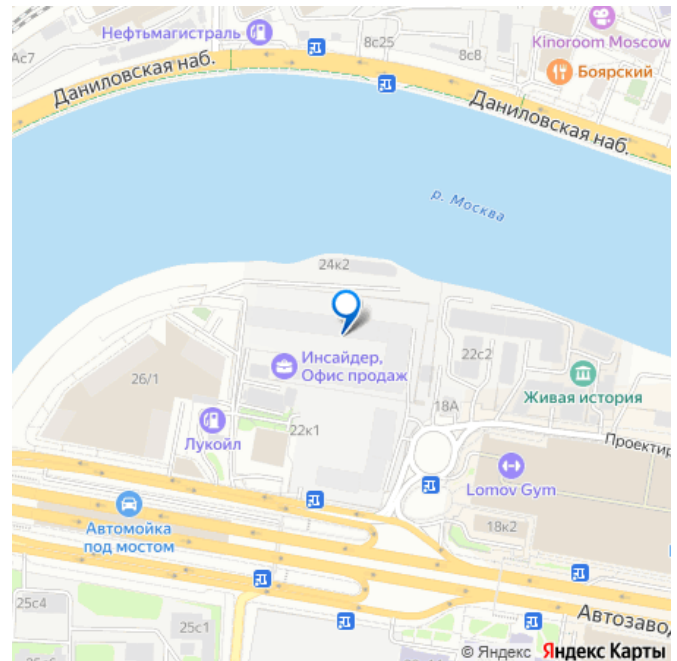 Нефтьмагистраль
8с25
8с8
Kinoroom Moscow
Боярский
Ас7
Даниловская наб.
Даниловская наб.
р. Москва
24к2
Инсайдер,
Офис продаж
22с2
Живая история
26/1
18А
Лукойл
22к1
Проектир
Lomov Gym
18к2
Автомойка
под мостом
25с4
25с1
Автозавод
© Яндекс Яндекс Карты